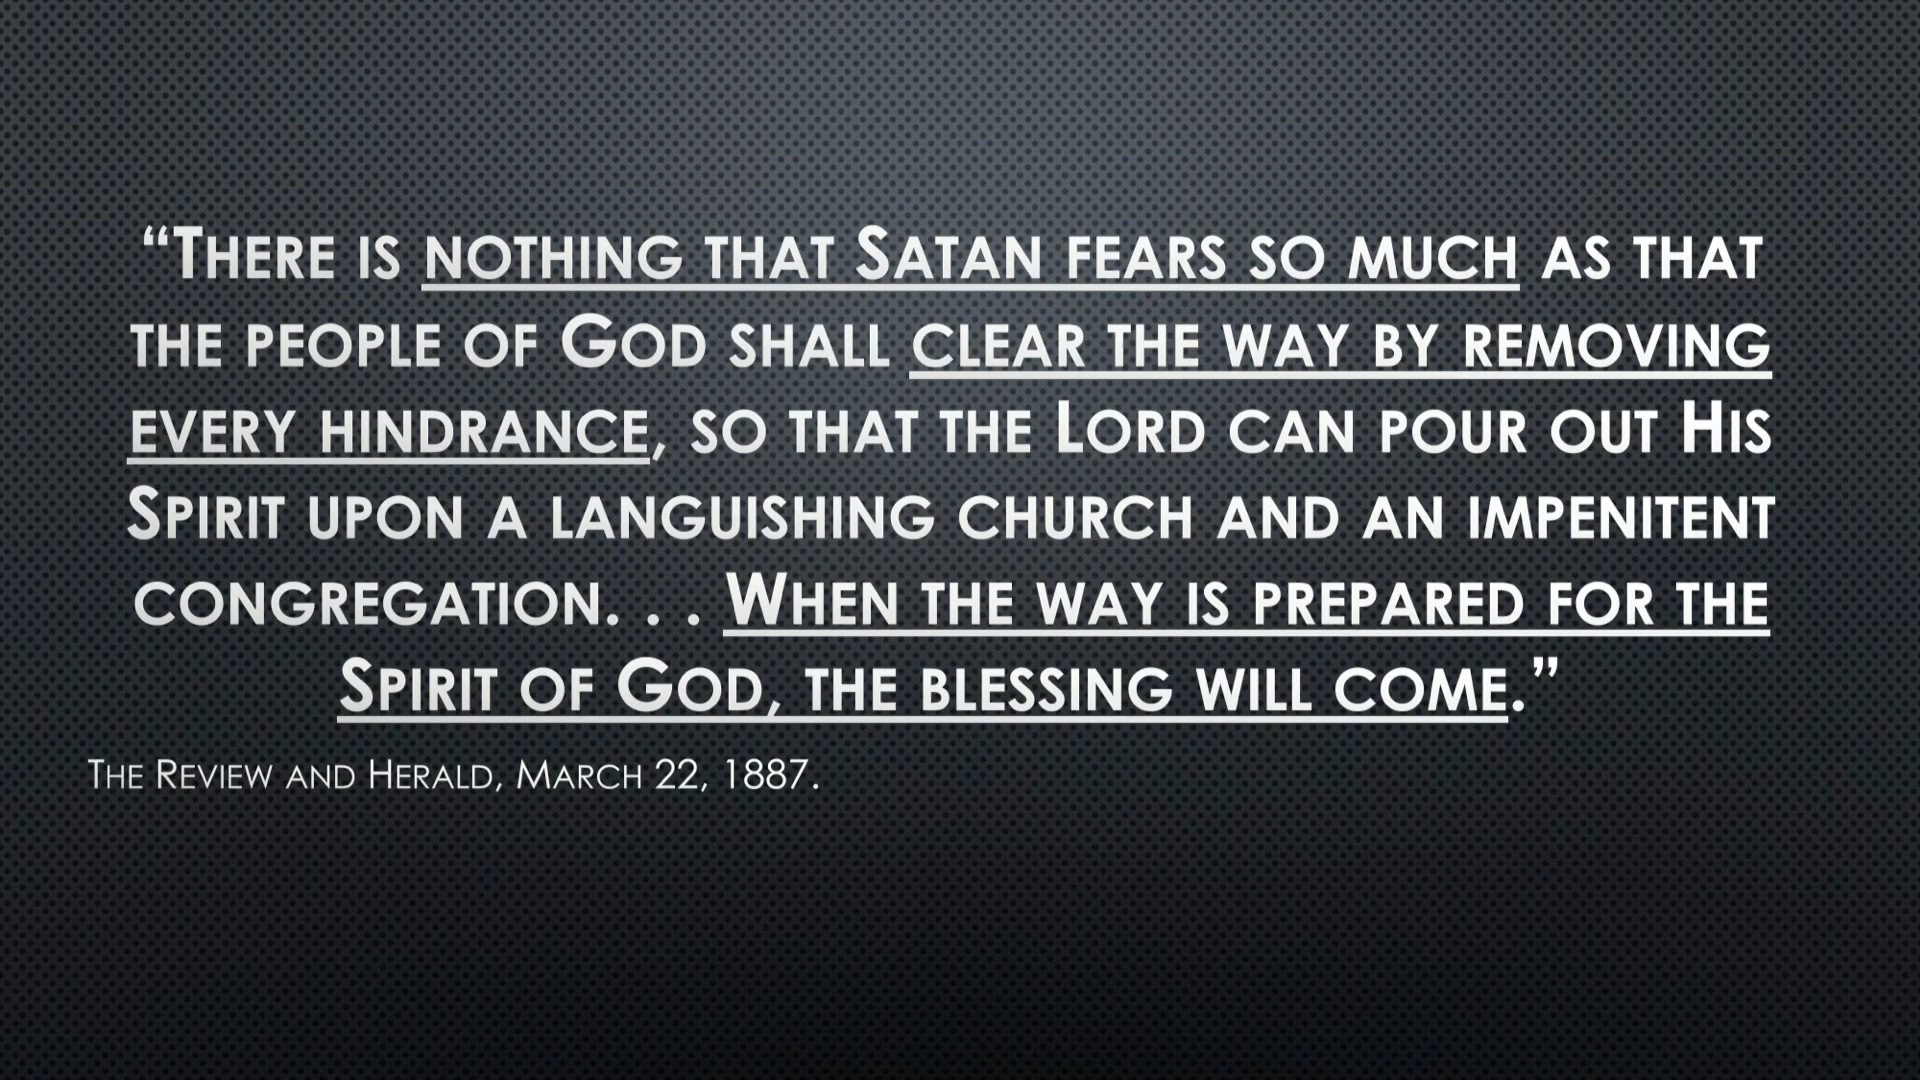 “There is nothing that Satan fears so much as that
the people of God shall clear the way by removing
every hindrance, so that the Lord can pour out His
Spirit upon a languishing church and an impenitent
congregation. . . When the way is prepared for the
Spirit of God, the blessing will come.”
The Review and Herald, March 22, 1887.